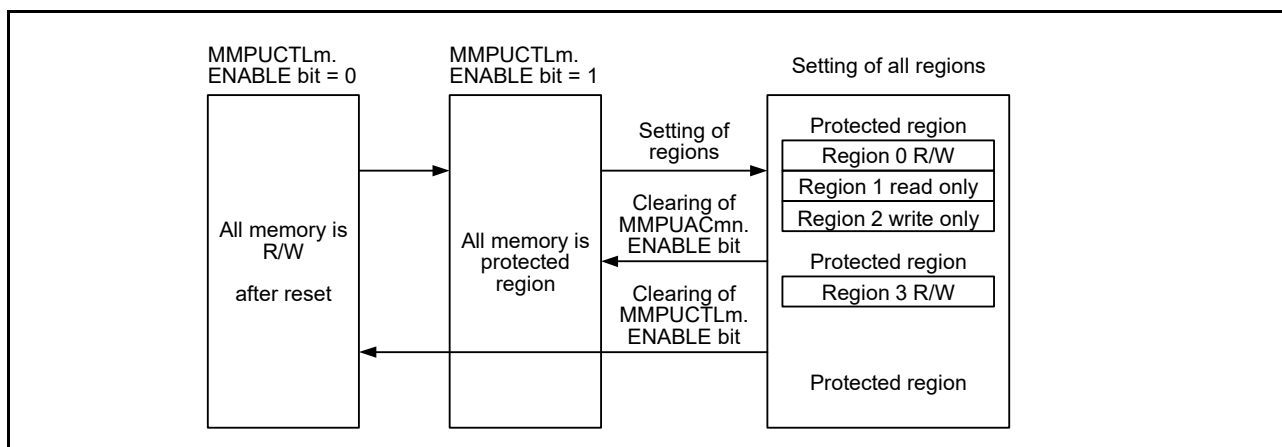 MMPUCTLm.
ENABLE bit = 0
MMPUCTLm.
ENABLE bit = 1
Setting of all regions
All memory is
R/W
after reset
All memory is
protected
region
Setting of
regions
Clearing of
MMPUACmn.
ENABLE bit
Clearing of
MMPUCTLm.
ENABLE bit
Protected region
Region 0 R/W
Region 1 read only
Region 2 write only
Protected region
Region 3 R/W
Protected region